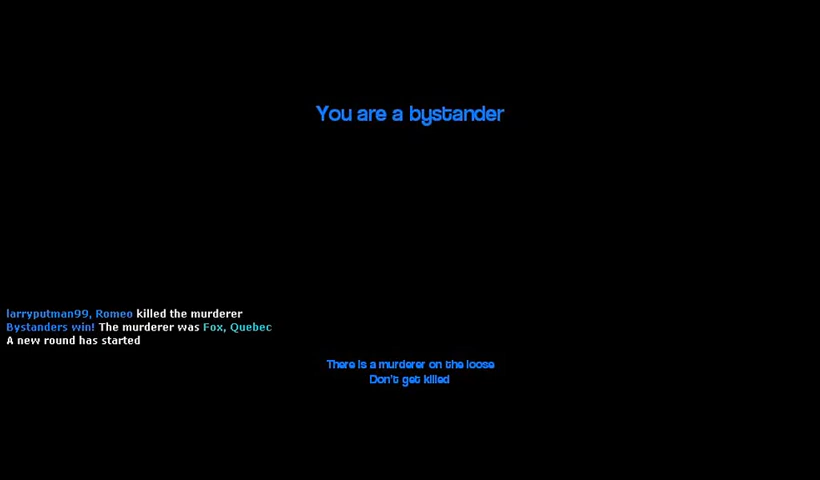 You are a bystander
larryputman99, Romeo killed the murderer
Bystanders win! The murderer was Fox, Quebec
A new round has started
There is a murderer on the loose
Don't get killed